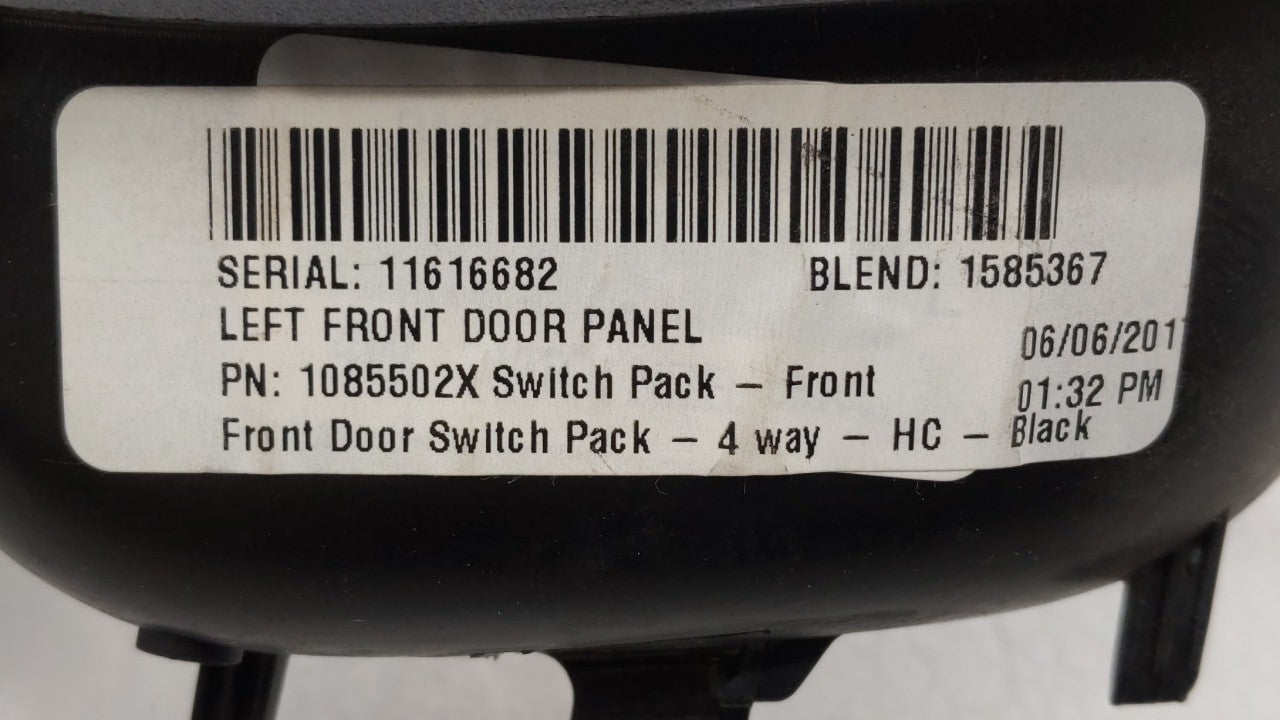 SERIAL: 11616682 BLEND: 1585367
LEFT FRONT DOOR PANEL
06/06/201
PN: 1085502X Switch Pack – Front
01:32 PM
Front Door Switch Pack – 4 way – HC – Black